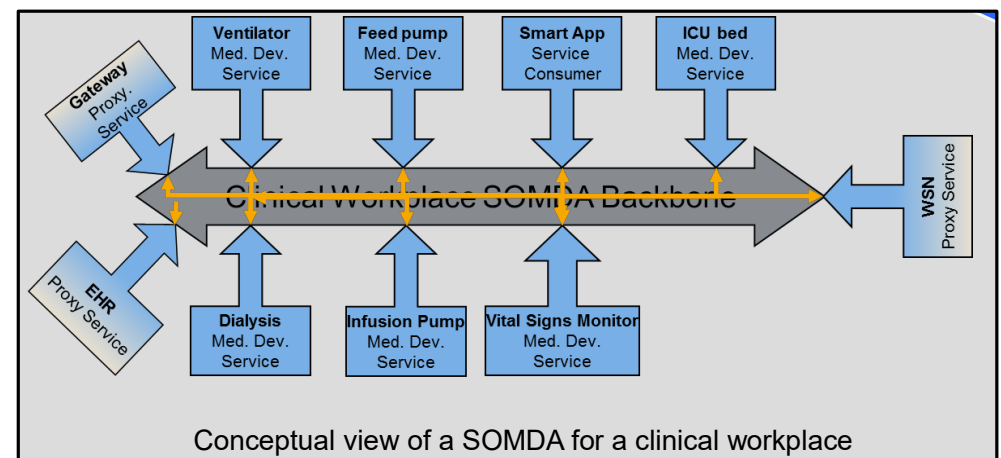 Ventilator
Med. Dev.
Service
Feed pump
Med. Dev.
Service
Smart App
Service
Consumer
ICU bed
Med. Dev.
Service
Gateway
Proxy.
Service
Clinical Workplace SOMDA Backbone
WSN
Proxy Service
EHR
Proxy Service
Dialysis
Med. Dev.
Service
Infusion Pump
Med. Dev.
Service
Vital Signs Monitor
Med. Dev.
Service
Conceptual view of a SOMDA for a clinical workplace